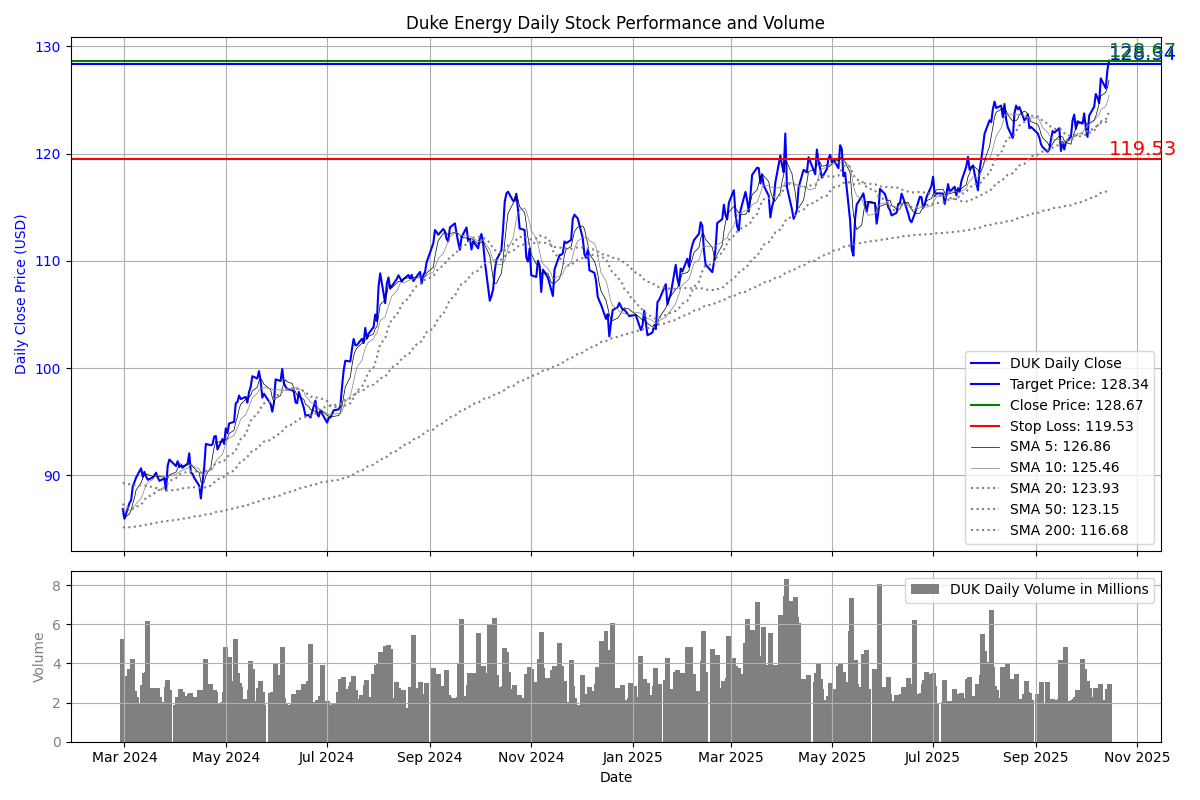 Duke Energy Daily Stock Performance and Volume
130
128.67
128.34
120
119.53
110
100
90
Daily Close Price (USD)
DUK Daily Close
Target Price: 128.34
Close Price: 128.67
Stop Loss: 119.53
SMA 5: 126.86
SMA 10: 125.46
SMA 20: 123.93
SMA 50: 123.15
SMA 200: 116.68
8
6
4
2
0
Volume
DUK Daily Volume in Millions
Mar 2024 May 2024 Jul 2024 Sep 2024 Nov 2024 Jan 2025 Mar 2025 May 2025 Jul 2025 Sep 2025 Nov 2025
Date